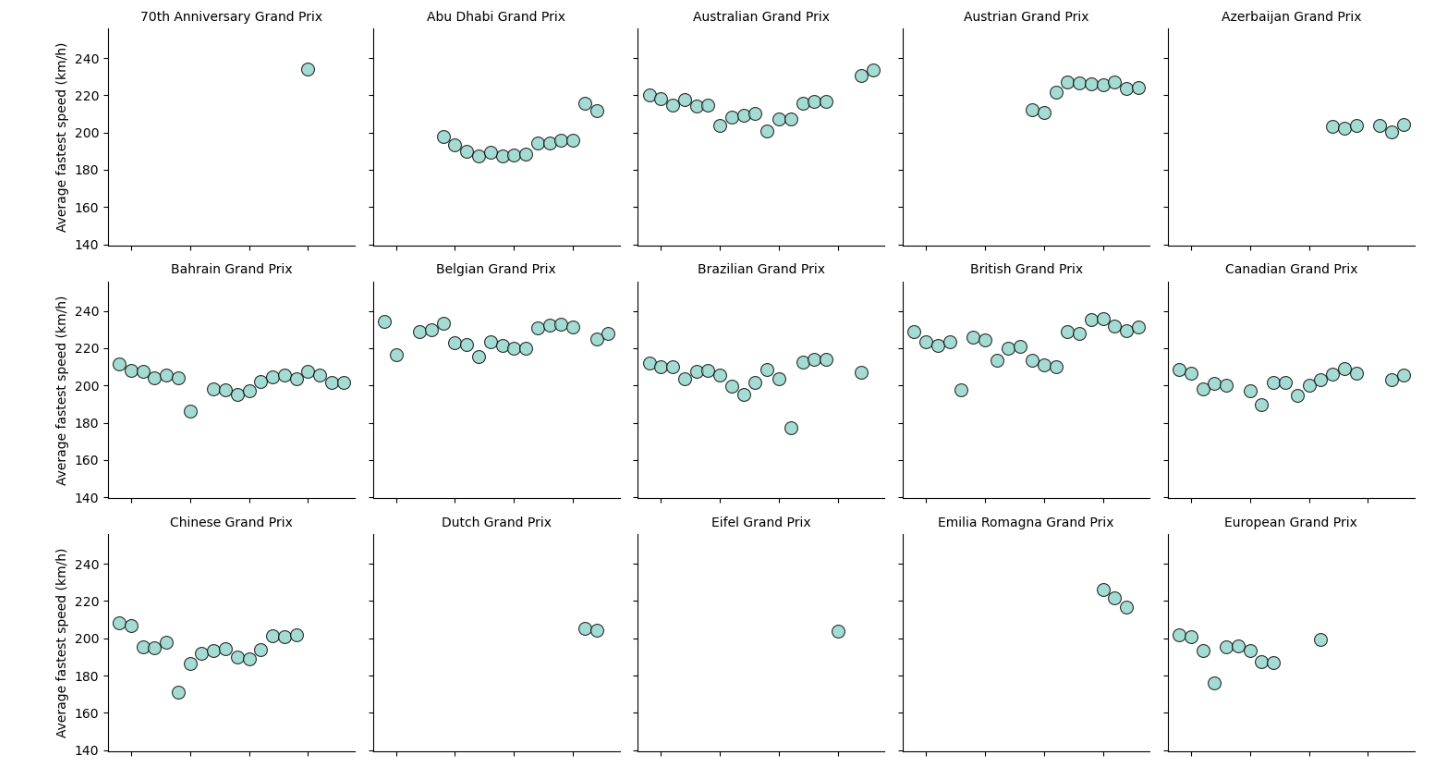 70th Anniversary Grand Prix
Abu Dhabi Grand Prix
Australian Grand Prix
Austrian Grand Prix
Azerbaijan Grand Prix
Average fastest speed (km/h)
240
220
200
180
160
140
Bahrain Grand Prix
Belgian Grand Prix
Brazilian Grand Prix
British Grand Prix
Canadian Grand Prix
Average fastest speed (km/h)
240
220
200
180
160
140
Chinese Grand Prix
Dutch Grand Prix
Eifel Grand Prix
Emilia Romagna Grand Prix
European Grand Prix
Average fastest speed (km/h)
240
220
200
180
160
140